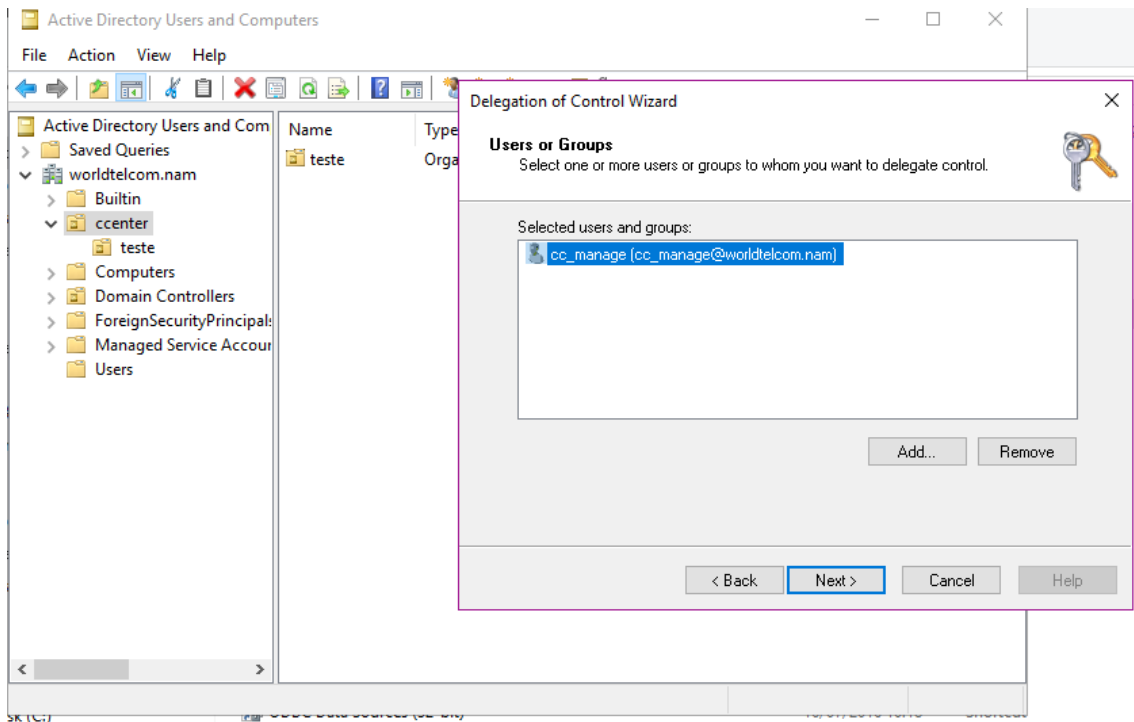 Active Directory Users and Computers
File Action View Help
Active Directory Users and Com
Saved Queries
worldtelcom.nam
Builtin
ccenter
teste
Computers
Domain Controllers
ForeignSecurityPrincipals
Managed Service Accour
Users
Name Type
teste Orga
Delegation of Control Wizard
Users or Groups
Select one or more users or groups to whom you want to delegate control.
Selected users and groups:
cc_manage (cc_manage@worldtelcom.nam)
Add... Remove
< Back Next > Cancel Help